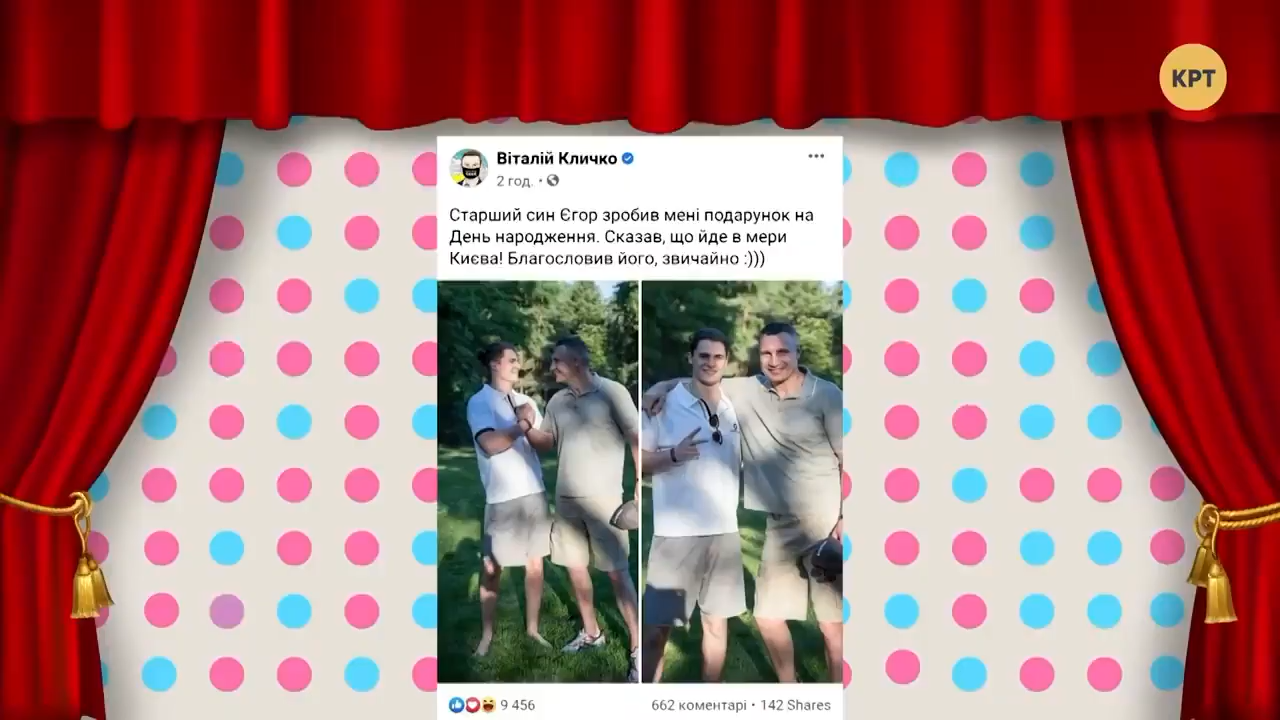 КРТ
Віталій Кличко
2 год.
Старший син Єгор зробив мені подарунок на
День народження. Сказав, що йде в мери
Києва! Благословив його, звичайно :)))
9 456
662 коментарі · 142 Shares